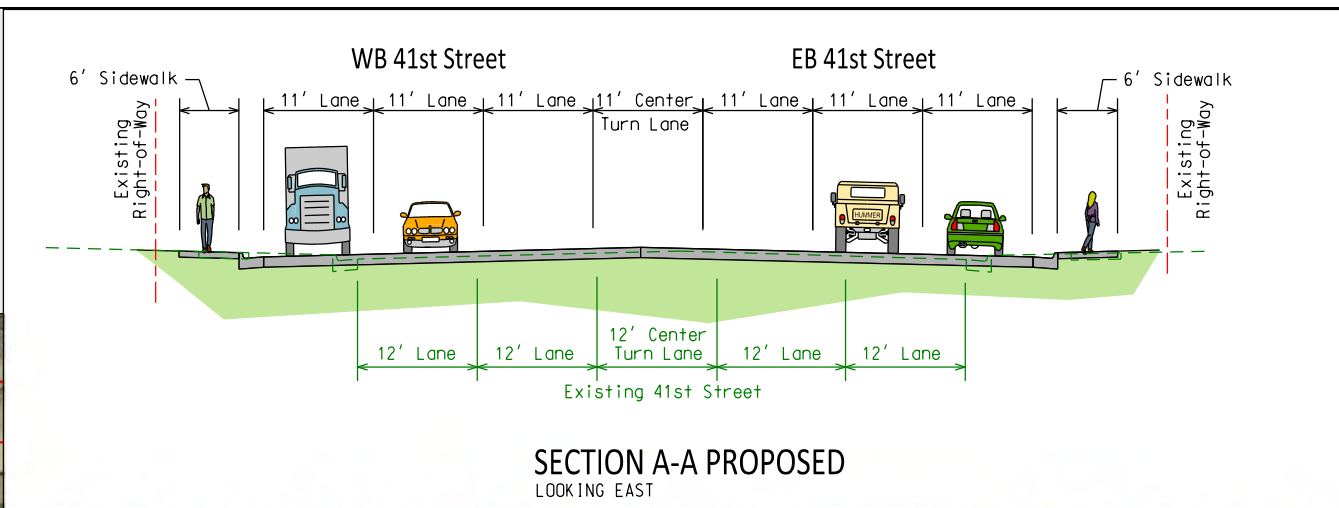 WB 41st Street
EB 41st Street
6' Sidewalk
6' Sidewalk
11' Lane
11' Lane
11' Lane
11' Center
Turn Lane
11' Lane
11' Lane
11' Lane
Existing
Right-of-Way
Existing
Right-of-Way
HUMMER
12' Lane
12' Lane
12' Center
Turn Lane
12' Lane
12' Lane
Existing 41st Street
SECTION A-A PROPOSED
LOOKING EAST